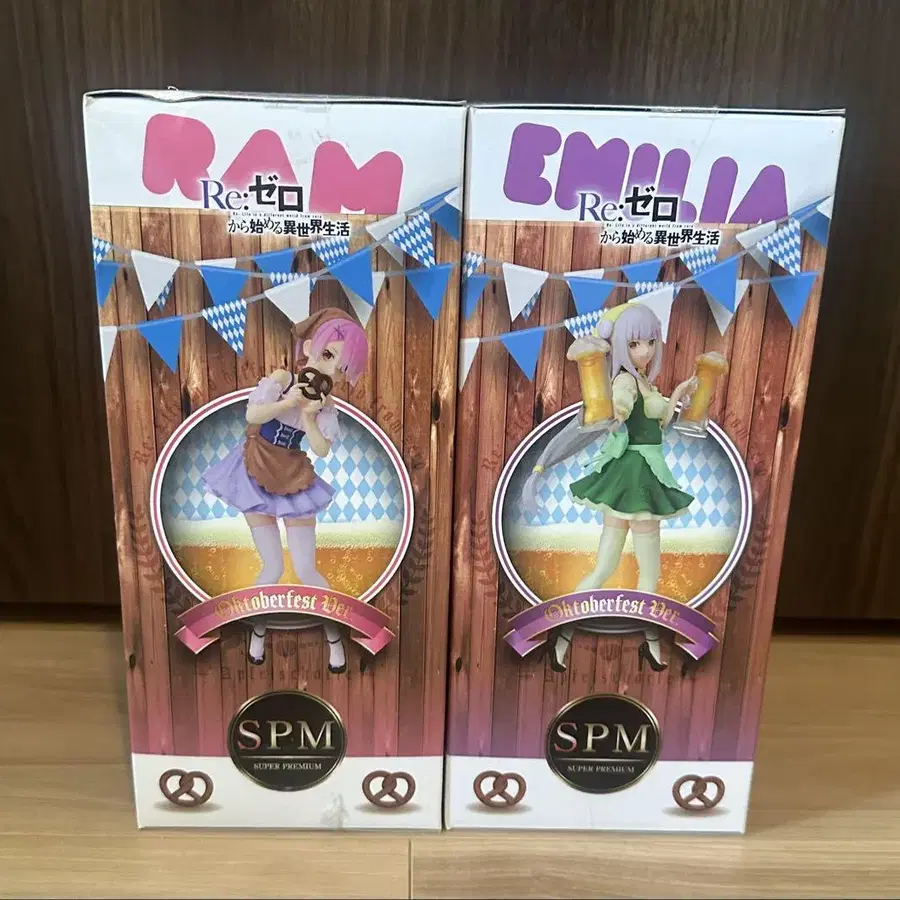 RAM
Re:ゼロ
Re: Life in a different world from zero
から始める異世界生活
Oktoberfest Ver.
Apfelschorle
SPM
SUPER PREMIUM
EMILIA
Re:ゼロ
Re: Life in a different world from zero
から始める異世界生活
Oktoberfest Ver.
Apfelschorle
SPM
SUPER PREMIUM